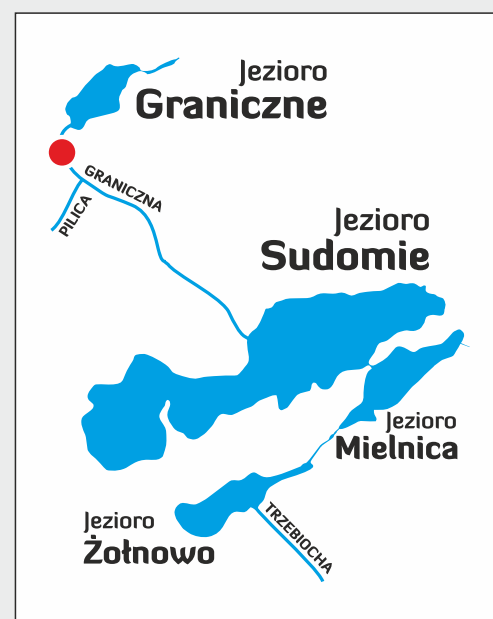 Jezioro
Graniczne
GRANICZNA
PILICA
Jezioro
Sudomie
Jezioro
Mielnica
Jezioro
Żołnowo
TRZEBIOCHA